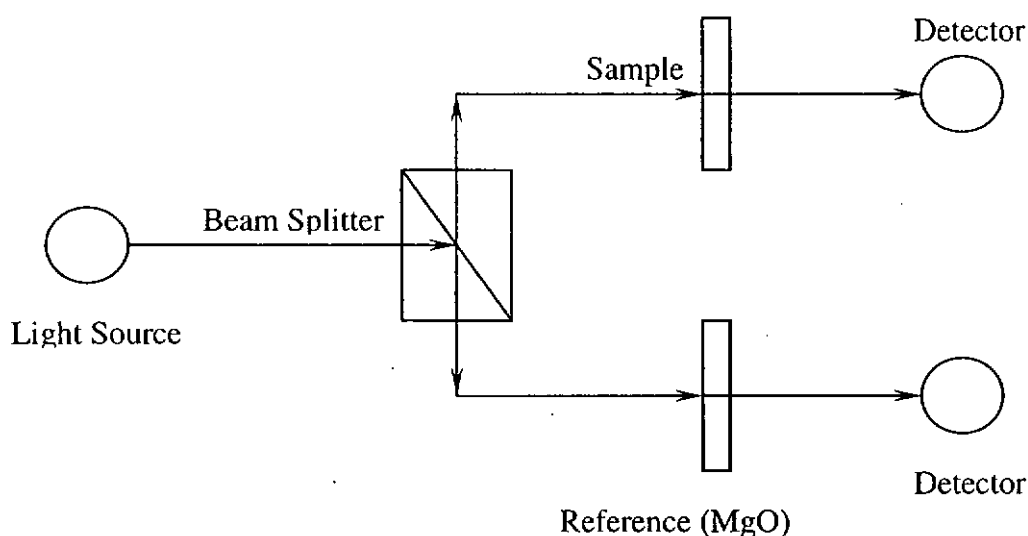 Detector
Sample
Beam Splitter
Light Source
Detector
Reference (MgO)